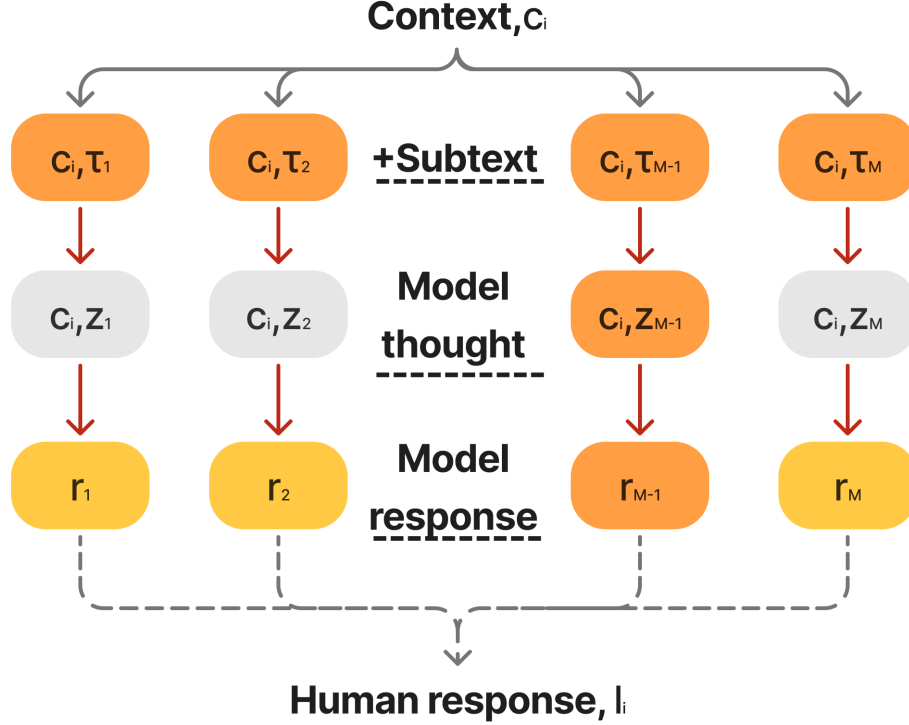 Context,cᵢ
cᵢ,τ₁ cᵢ,τ₂ +Subtext cᵢ,τM-1 cᵢ,τM
cᵢ,z₁ cᵢ,z₂ Model thought cᵢ,zM-1 cᵢ,zM
r₁ r₂ Model response rM-1 rM
Human response, lᵢ